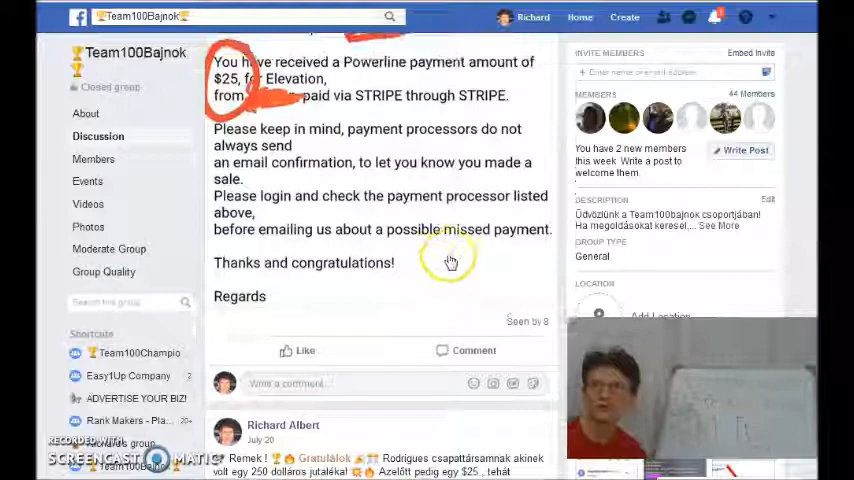 🏆Team100Bajnok🏆
Richard
Home
Create
🏆Team100Bajnok
🏆
Closed group
About
Discussion
Members
Events
Videos
Photos
Moderate Group
Group Quality
Search this group
Shortcuts
🏆Team100Champio
Easy1Up Company 2
ADVERTISE YOUR BIZ!
Rank Makers - Pla... 20+
group
Team100Bajnok🏆
RECORDED WITH
SCREENCAST MATIC
You have received a Powerline payment amount of
$25, for Elevation,
from paid via STRIPE through STRIPE.
Please keep in mind, payment processors do not
always send
an email confirmation, to let you know you made a
sale.
Please login and check the payment processor listed
above,
before emailing us about a possible missed payment.
Thanks and congratulations!
Regards
Seen by 8
Like
Comment
Write a comment...
Richard Albert
July 20
Remek ! 🏆🔥 Gratulálok 🎉🎊 Rodrigues csapattársamnak akinek
volt egy 250 dolláros jutaléka! 💥🔥 Azelőtt pedig egy $25 , tehát
INVITE MEMBERS
Embed Invite
+ Enter name or email address...
MEMBERS
44 Members
You have 2 new members
this week. Write a post to
welcome them.
Write Post
DESCRIPTION
Edit
Üdvözlünk a Team100bajnok csoportjában!
Ha megoldásokat keresel,... See More
GROUP TYPE
General
LOCATION
Add Location